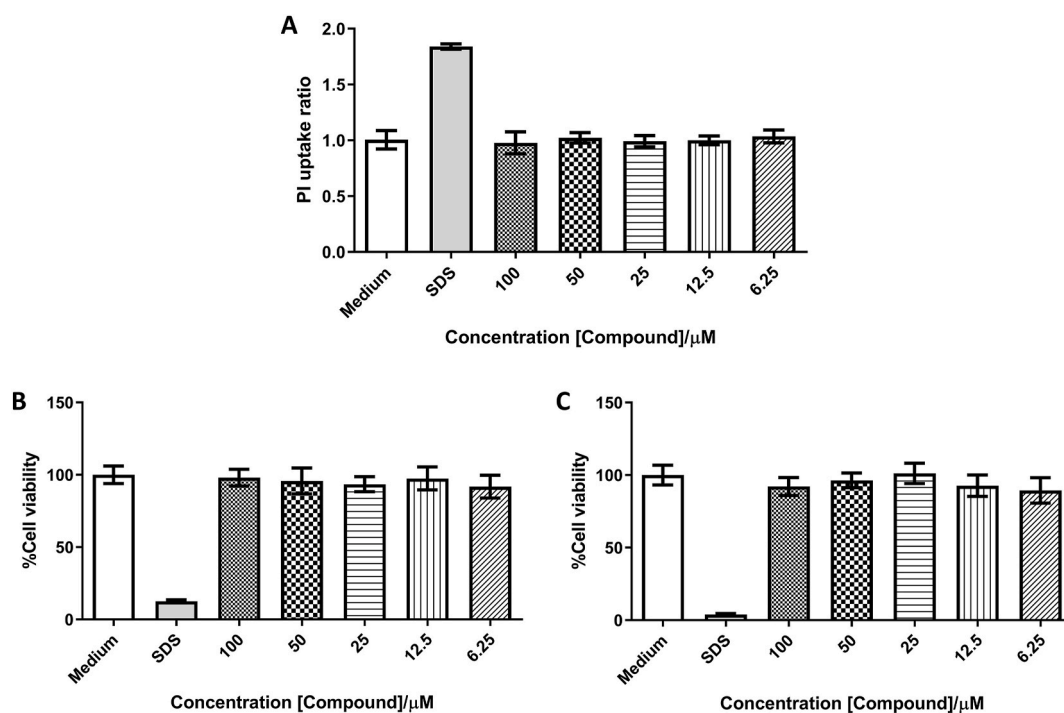 A
PI uptake ratio
2.0
1.5
1.0
0.5
0.0
Medium
SDS
100
50
25
12.5
6.25
Concentration [Compound]/μM
B
%Cell viability
150
100
50
0
Medium
SDS
100
50
25
12.5
6.25
Concentration [Compound]/μM
C
%Cell viability
150
100
50
0
Medium
SDS
100
50
25
12.5
6.25
Concentration [Compound]/μM